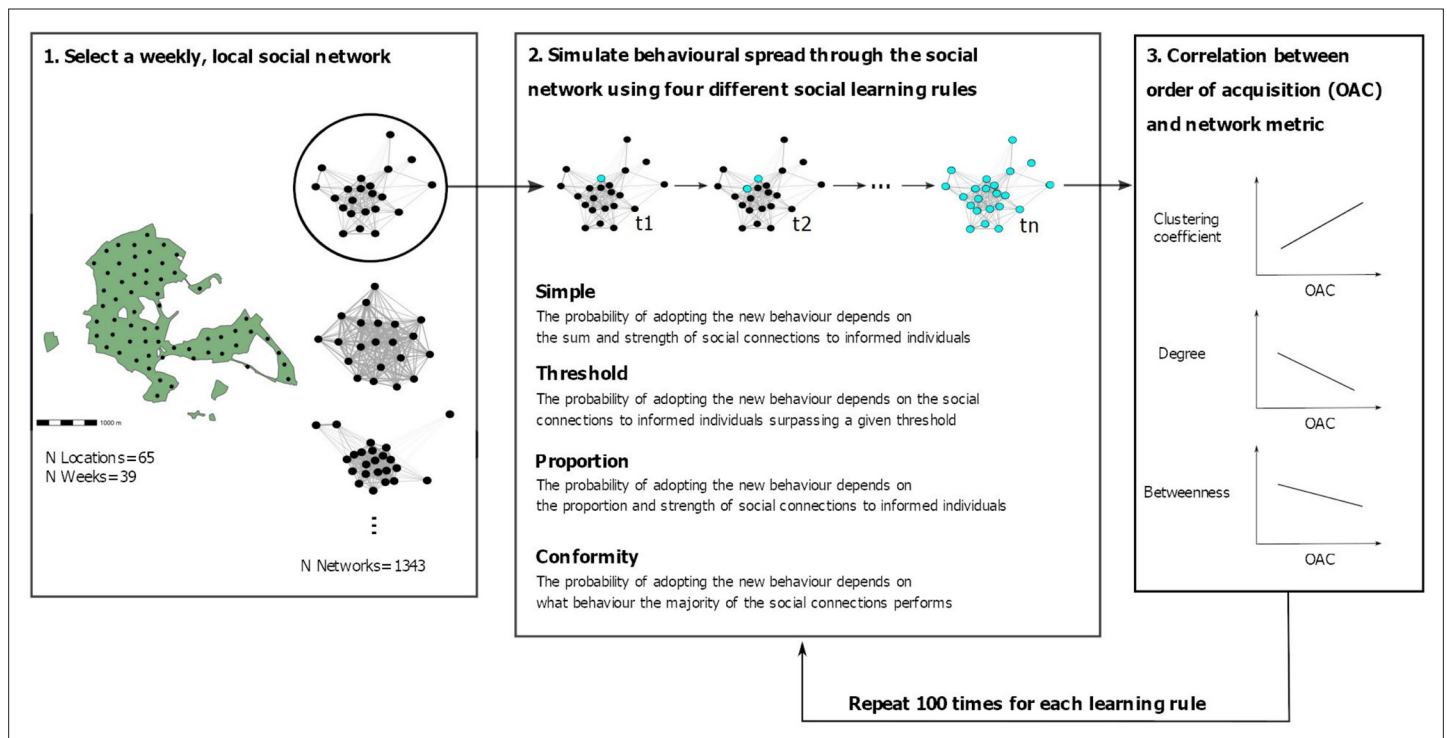 1. Select a weekly, local social network
1000 m
N Locations=65
N Weeks=39
N Networks=1343
2. Simulate behavioural spread through the social
network using four different social learning rules
t1
t2
...
tn
Simple
The probability of adopting the new behaviour depends on
the sum and strength of social connections to informed individuals
Threshold
The probability of adopting the new behaviour depends on the social
connections to informed individuals surpassing a given threshold
Proportion
The probability of adopting the new behaviour depends on
the proportion and strength of social connections to informed individuals
Conformity
The probability of adopting the new behaviour depends on
what behaviour the majority of the social connections performs
3. Correlation between
order of acquisition (OAC)
and network metric
Clustering
coefficient
OAC
Degree
OAC
Betweenness
OAC
Repeat 100 times for each learning rule